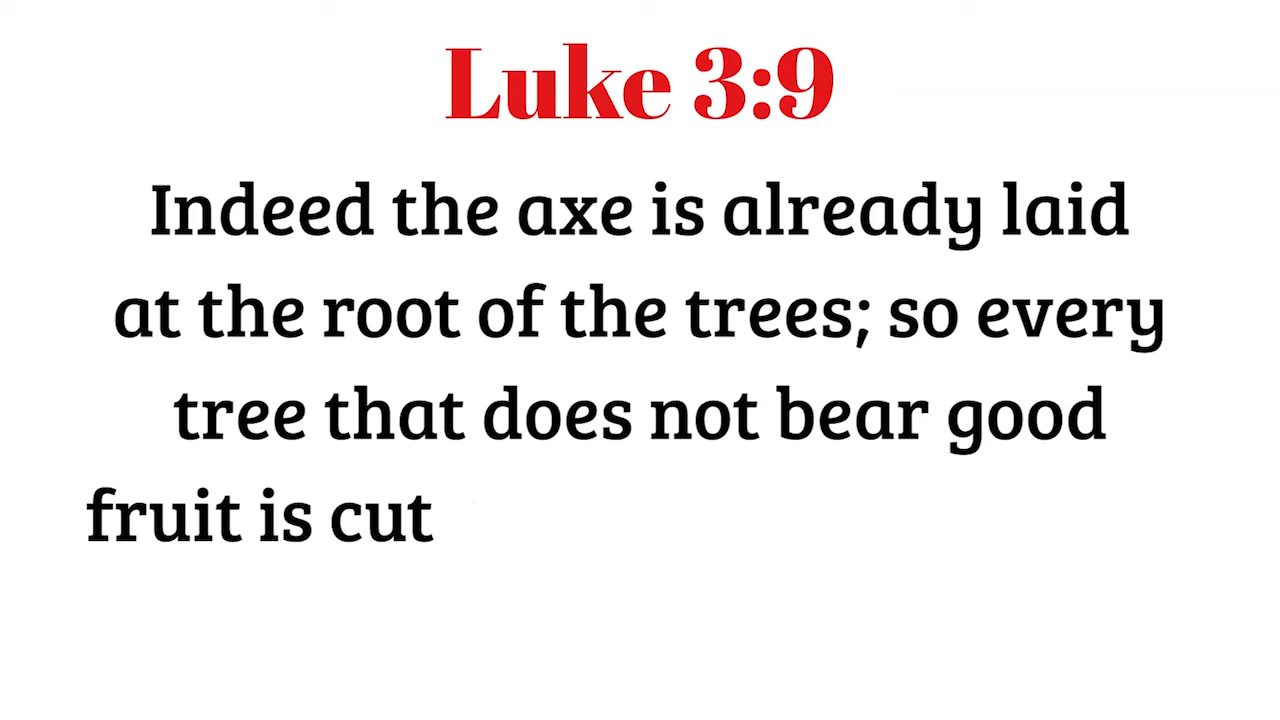 Luke 3:9
Indeed the axe is already laid
at the root of the trees; so every
tree that does not bear good
fruit is cut